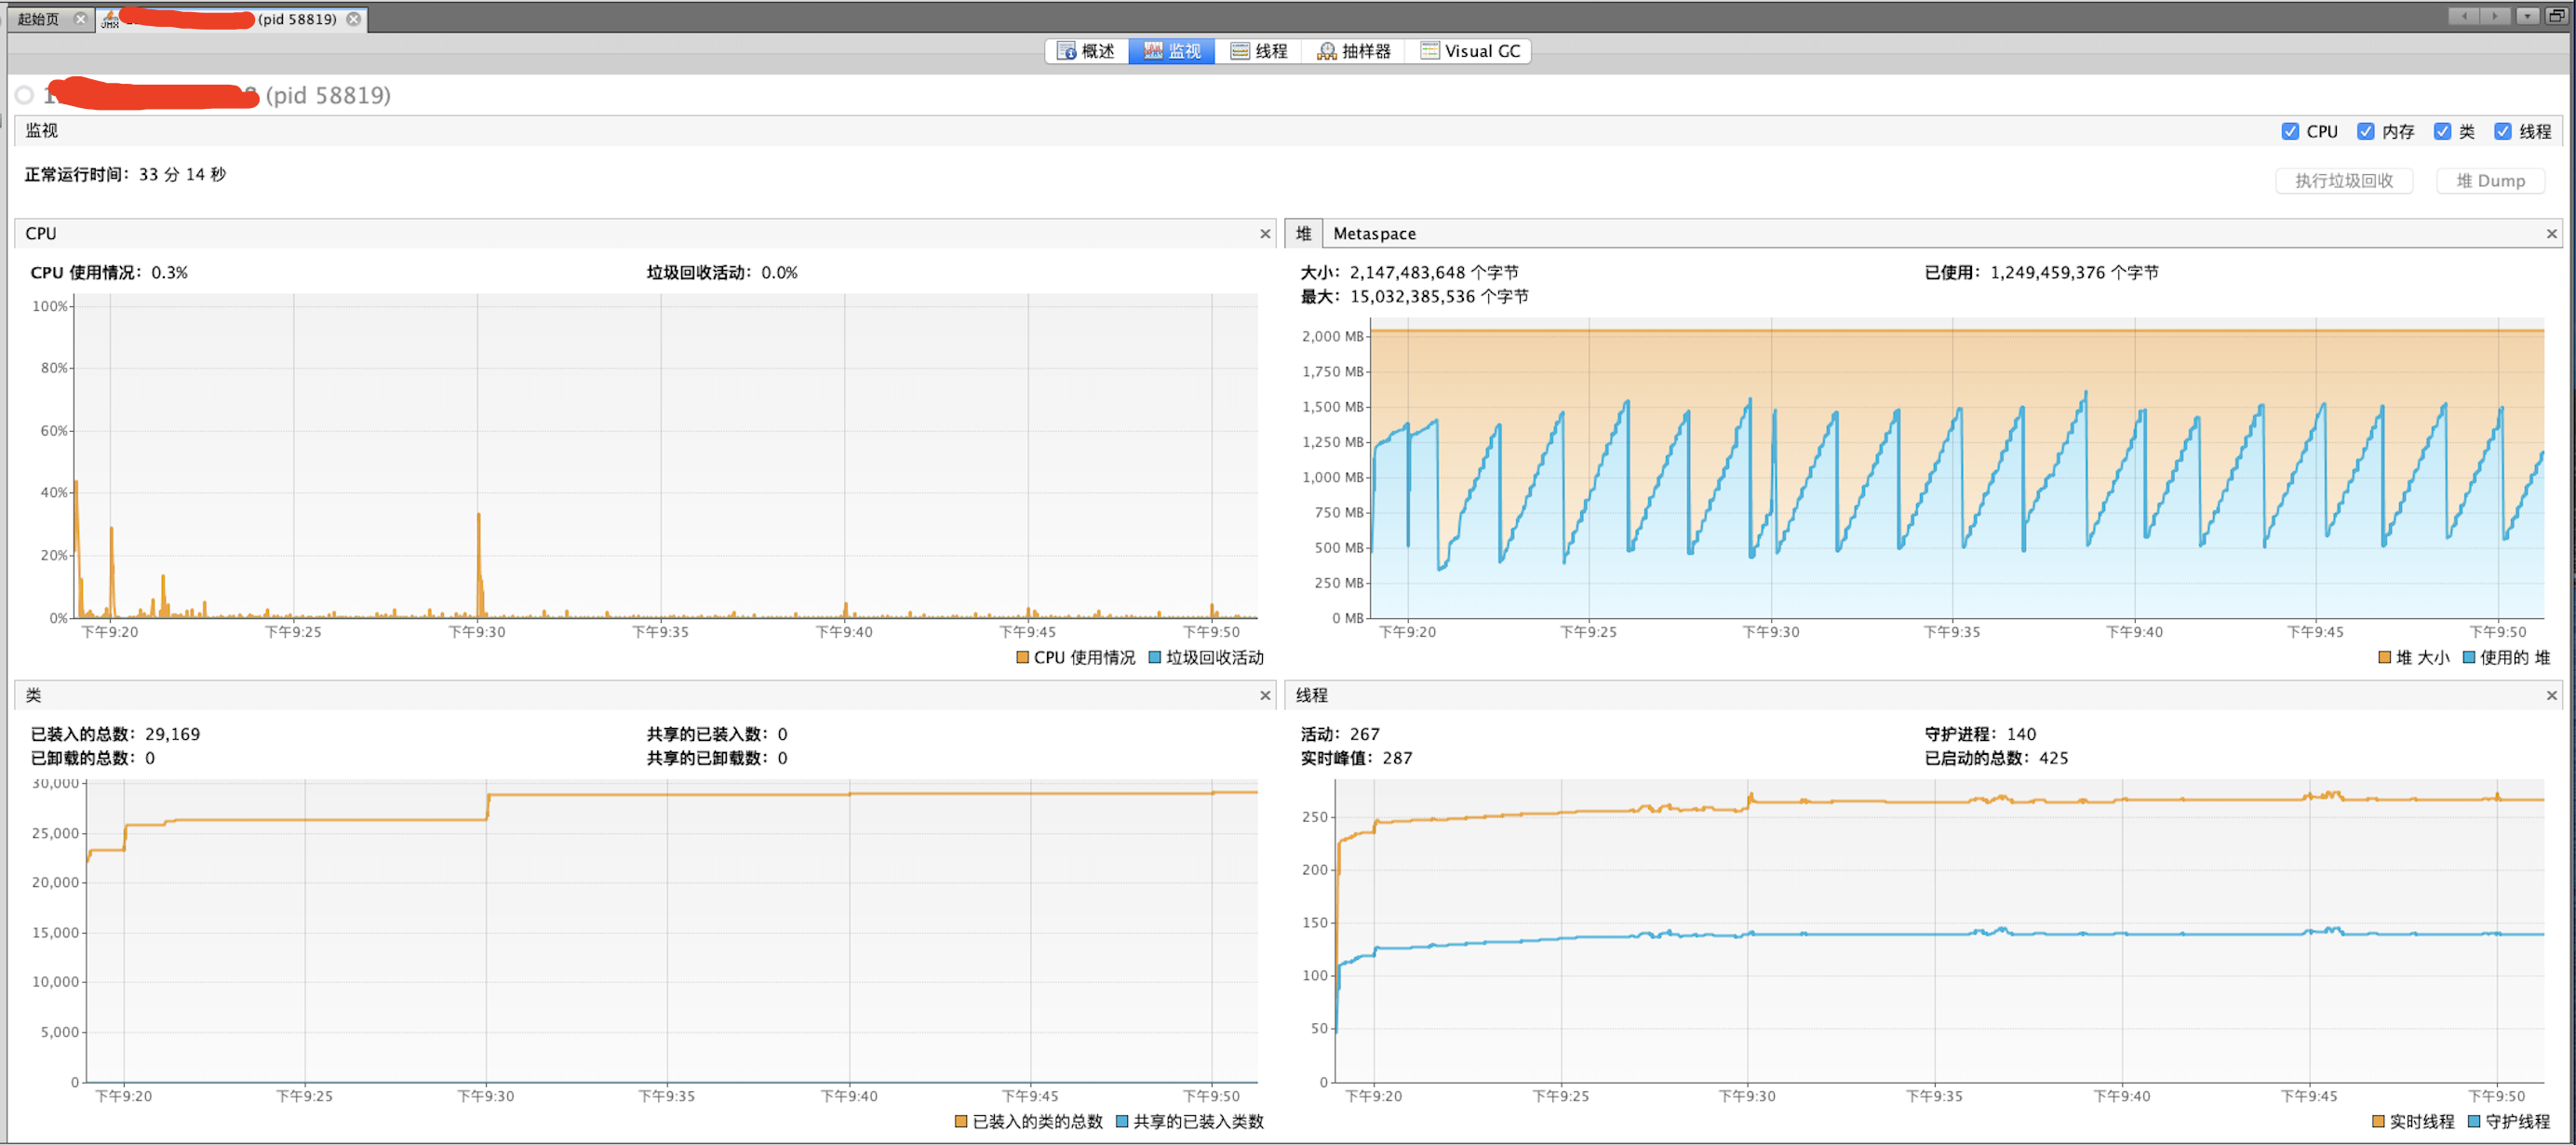 起始页
JMX (pid 58819)
概述 监视 线程 抽样器 Visual GC
(pid 58819)
监视
CPU 内存 类 线程
正常运行时间: 33 分 14 秒
执行垃圾回收 堆 Dump
CPU
CPU 使用情况: 0.3% 垃圾回收活动: 0.0%
100%
80%
60%
40%
20%
0%
下午9:20 下午9:25 下午9:30 下午9:35 下午9:40 下午9:45 下午9:50
CPU 使用情况 垃圾回收活动
堆 Metaspace
大小: 2,147,483,648 个字节 已使用: 1,249,459,376 个字节
最大: 15,032,385,536 个字节
2,000 MB
1,750 MB
1,500 MB
1,250 MB
1,000 MB
750 MB
500 MB
250 MB
0 MB
下午9:20 下午9:25 下午9:30 下午9:35 下午9:40 下午9:45 下午9:50
堆 大小 使用的 堆
类
已装入的总数: 29,169 共享的已装入数: 0
已卸载的总数: 0 共享的已卸载数: 0
30,000
25,000
20,000
15,000
10,000
5,000
0
下午9:20 下午9:25 下午9:30 下午9:35 下午9:40 下午9:45 下午9:50
已装入的类的总数 共享的已装入类数
线程
活动: 267 守护进程: 140
实时峰值: 287 已启动的总数: 425
250
200
150
100
50
0
下午9:20 下午9:25 下午9:30 下午9:35 下午9:40 下午9:45 下午9:50
实时线程 守护线程